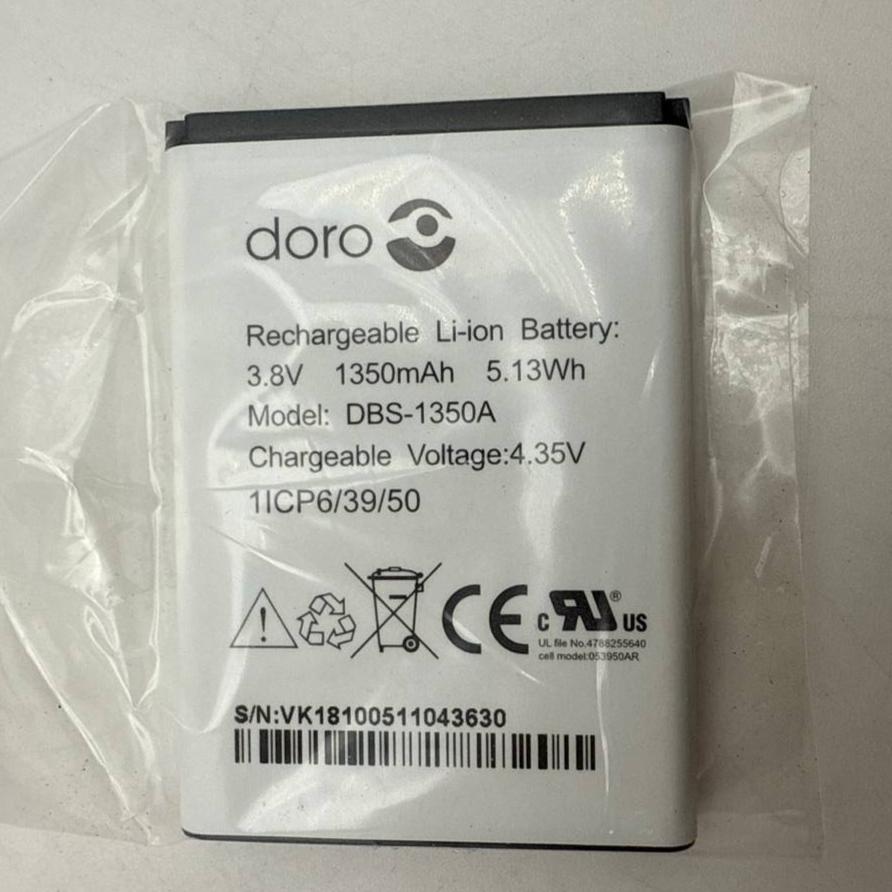 doro
Rechargeable Li-ion Battery:
3.8V 1350mAh 5.13Wh
Model: DBS-1350A
Chargeable Voltage:4.35V
1ICP6/39/50
CE c RU® US
UL file No.4788255640
cell model:053950AR
S/N:VK18100511043630